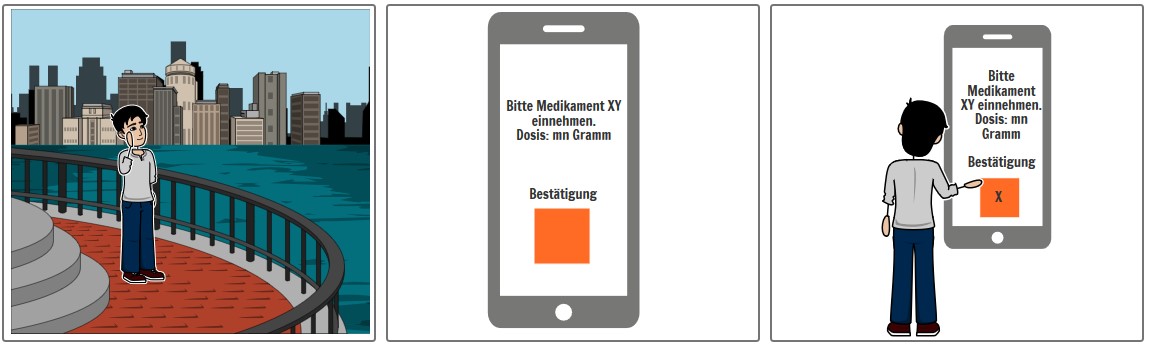 Bitte Medikament XY
einnehmen.
Dosis: mn Gramm
Bestätigung
Bitte
Medikament
XY einnehmen.
Dosis: mn
Gramm
Bestätigung
X